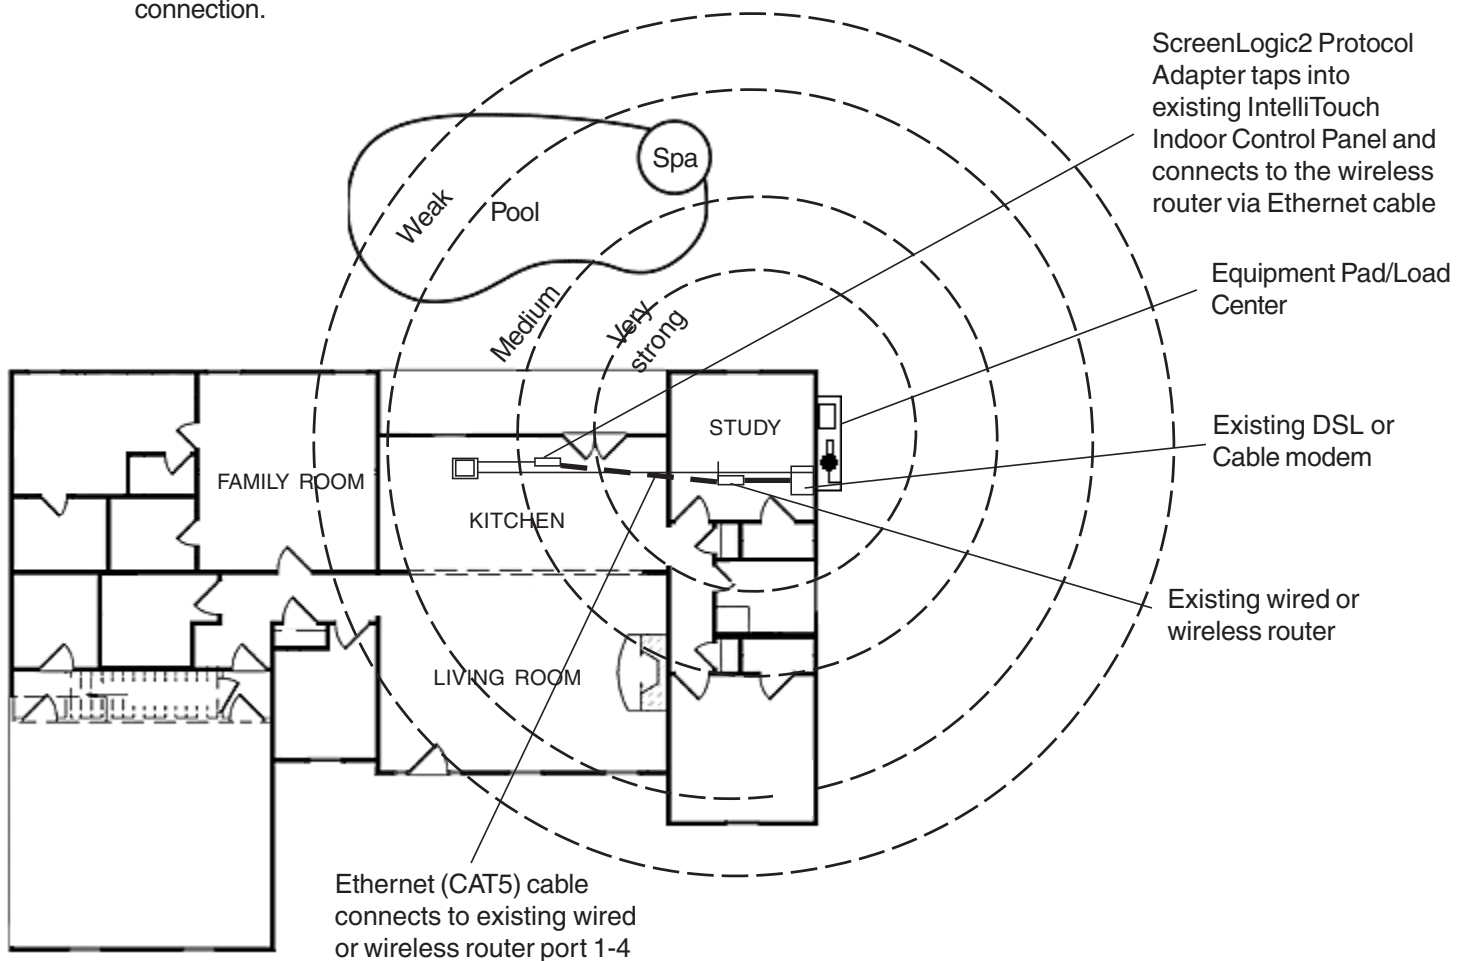 connection.
ScreenLogic2 Protocol
Adapter taps into
existing IntelliTouch
Indoor Control Panel and
connects to the wireless
router via Ethernet cable
Spa
Pool
Weak
Medium
Very
strong
Equipment Pad/Load
Center
STUDY
Existing DSL or
Cable modem
FAMILY ROOM
KITCHEN
Existing wired or
wireless router
LIVING ROOM
Ethernet (CAT5) cable
connects to existing wired
or wireless router port 1-4